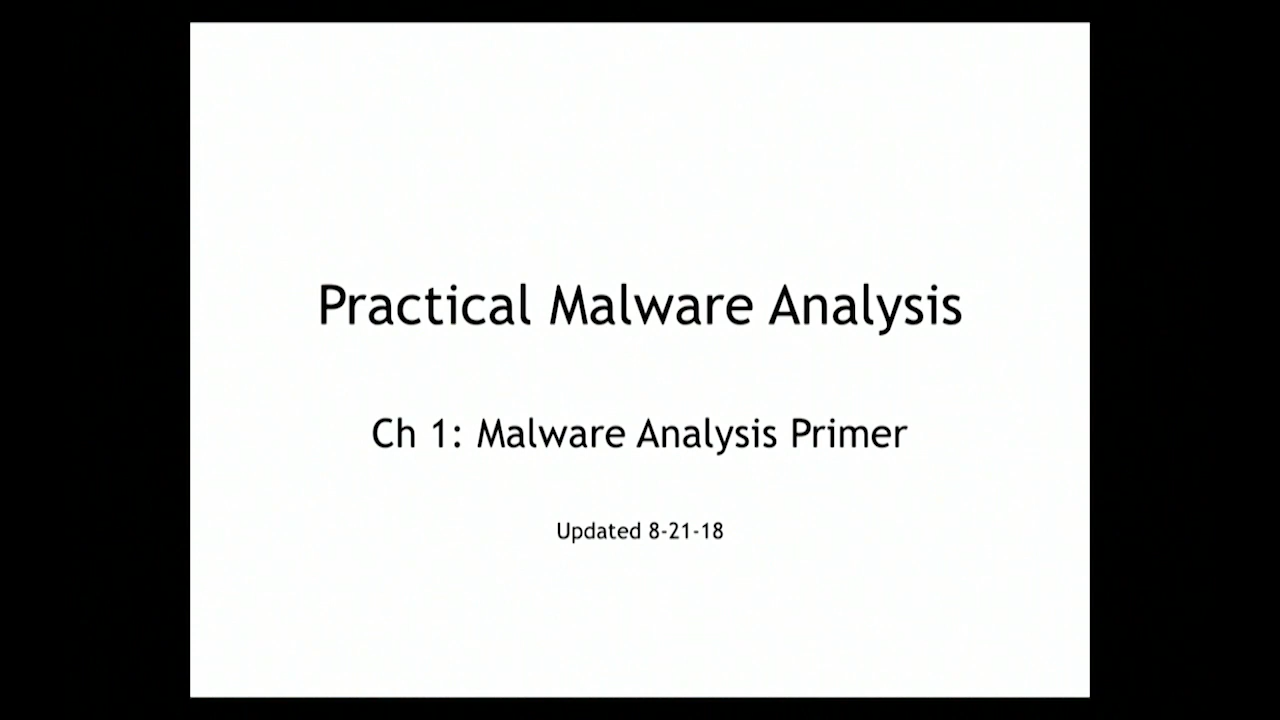 Practical Malware Analysis
Ch 1: Malware Analysis Primer
Updated 8-21-18